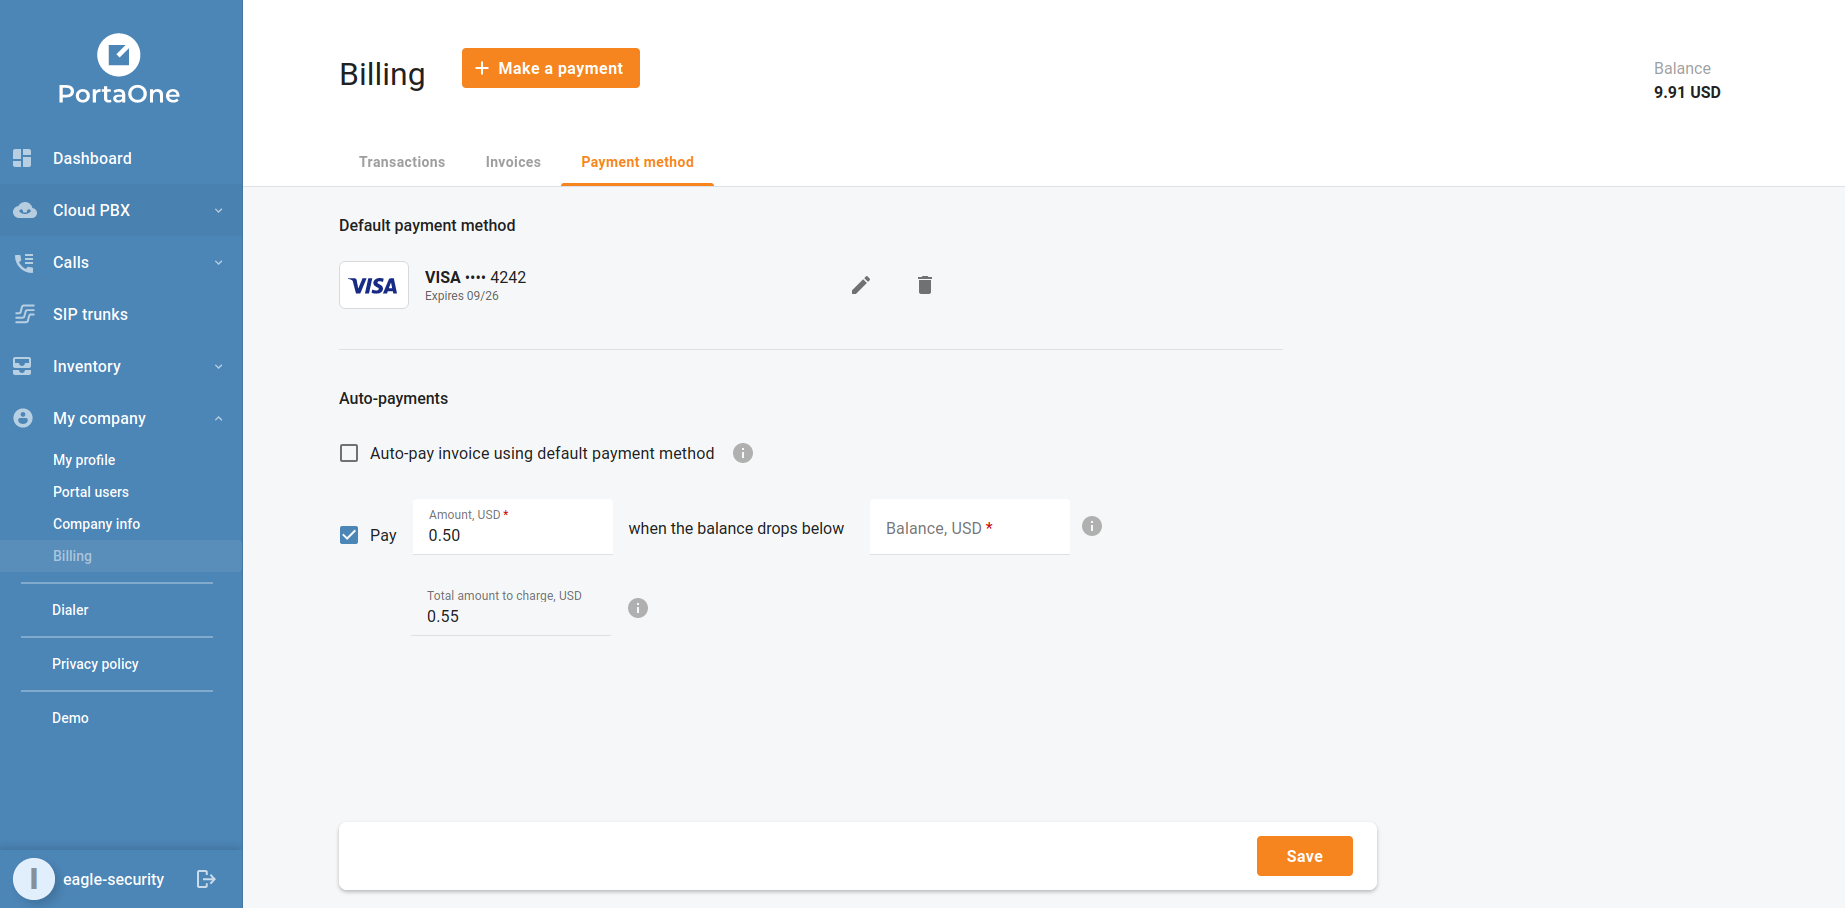 PortaOne
Dashboard
Cloud PBX
Calls
SIP trunks
Inventory
My company
My profile
Portal users
Company info
Billing
Dialer
Privacy policy
Demo
I
eagle-security
Billing
+ Make a payment
Balance
9.91 USD
Transactions
Invoices
Payment method
Default payment method
VISA
VISA •••• 4242
Expires 09/26
Auto-payments
Auto-pay invoice using default payment method
Pay
Amount, USD *
0.50
when the balance drops below
Balance, USD *
Total amount to charge, USD
0.55
Save